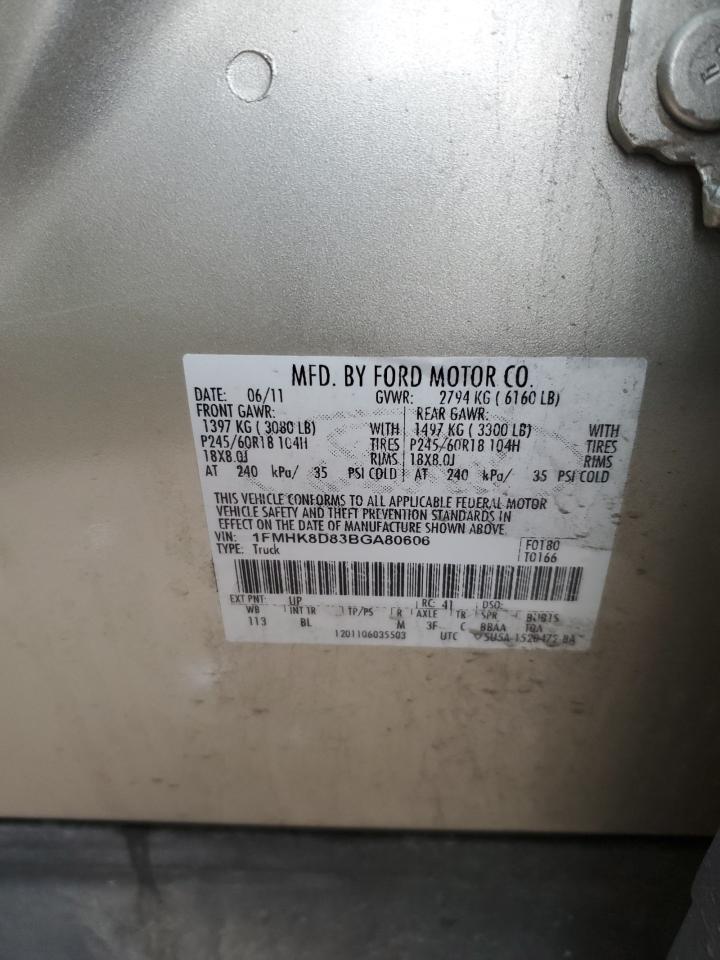 MFD. BY FORD MOTOR CO.
DATE: 06/11 GVWR: 2794 KG ( 6160 LB)
FRONT GAWR: REAR GAWR:
1397 KG ( 3080 LB) WITH 1497 KG ( 3300 LB) WITH
P245/60R18 104H TIRES P245/60R18 104H TIRES
18X8.0J RIMS 18X8.0J RIMS
AT 240 kPa/ 35 PSI COLD AT 240 kPa/ 35 PSI COLD
THIS VEHICLE CONFORMS TO ALL APPLICABLE FEDERAL MOTOR
VEHICLE SAFETY AND THEFT PREVENTION STANDARDS IN
EFFECT ON THE DATE OF MANUFACTURE SHOWN ABOVE.
VIN: 1FMHK8D83BGA80606 F0180
TYPE: Truck T0166
EXT PNT: UP RC: 41 DSO:
WB INT TR TP/PS R AXLE TR SPR
113 BL M 3F C BBAA
1201106035503 UTC